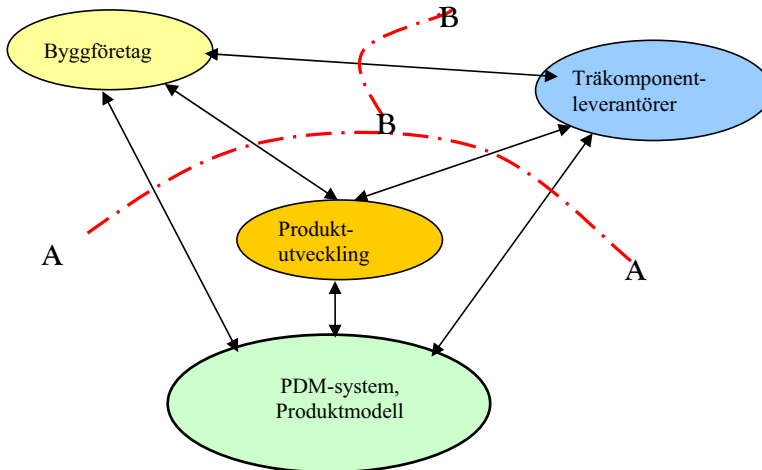 B
Byggföretag
Träkomponent-
leverantörer
B
Produkt-
utveckling
A
A
PDM-system,
Produktmodell